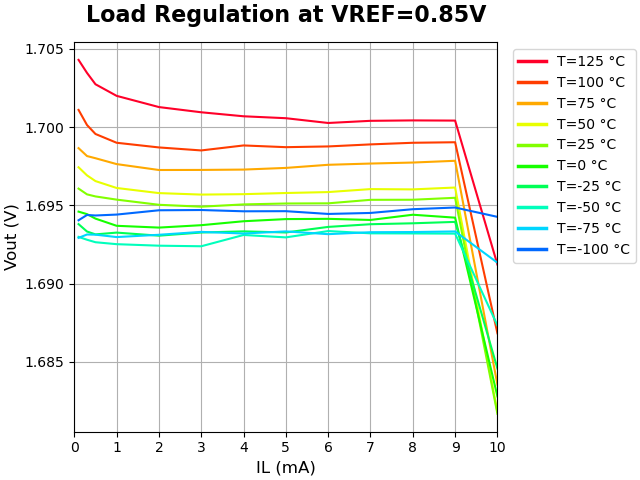 Load Regulation at VREF=0.85V
Vout (V)
1.705
1.700
1.695
1.690
1.685
0 1 2 3 4 5 6 7 8 9 10
IL (mA)
T=125 °C
T=100 °C
T=75 °C
T=50 °C
T=25 °C
T=0 °C
T=-25 °C
T=-50 °C
T=-75 °C
T=-100 °C